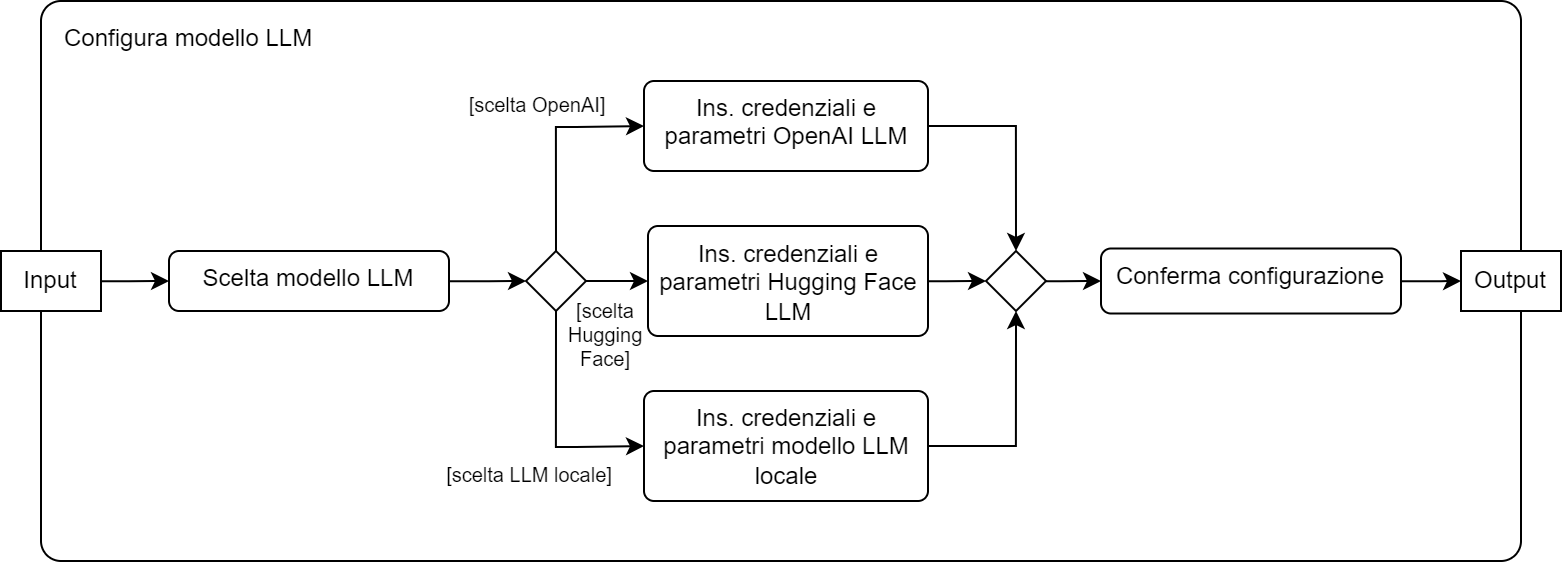 Configura modello LLM
Input
Scelta modello LLM
[scelta OpenAI]
[scelta
Hugging
Face]
[scelta LLM locale]
Ins. credenziali e
parametri OpenAI LLM
Ins. credenziali e
parametri Hugging Face
LLM
Ins. credenziali e
parametri modello LLM
locale
Conferma configurazione
Output